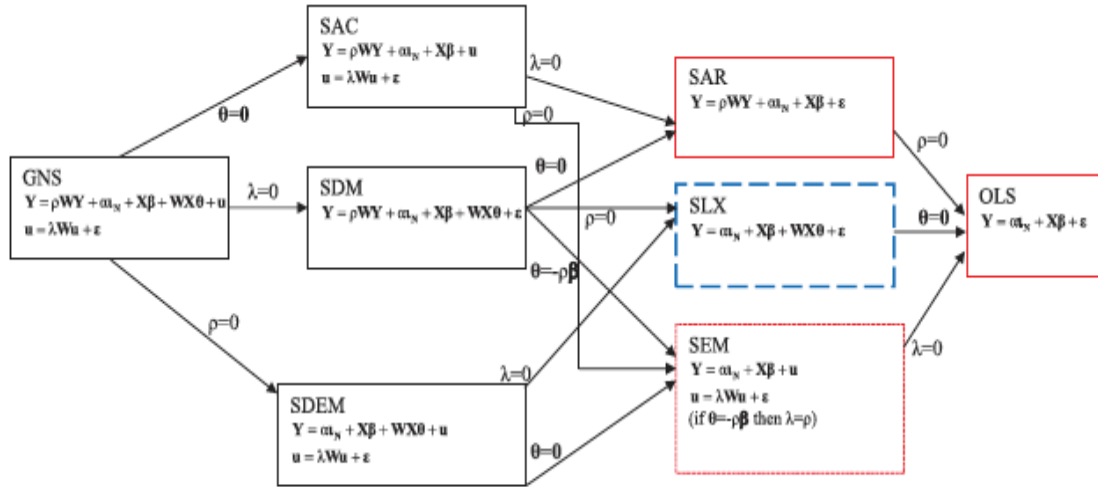 SAC
Y = ρWY + αι_N + Xβ + u
u = λWu + ε
λ=0
ρ=0
θ=0
GNS
Y = ρWY + αι_N + Xβ + WXθ + u
u = λWu + ε
λ=0
ρ=0
SDM
Y = ρWY + αι_N + Xβ + WXθ + ε
θ=0
ρ=0
θ=-ρβ
SDEM
Y = αι_N + Xβ + WXθ + u
u = λWu + ε
λ=0
θ=0
SAR
Y = ρWY + αι_N + Xβ + ε
ρ=0
SLX
Y = αι_N + Xβ + WXθ + ε
θ=0
SEM
Y = αι_N + Xβ + u
u = λWu + ε
(if θ=-ρβ then λ=ρ)
λ=0
OLS
Y = αι_N + Xβ + ε